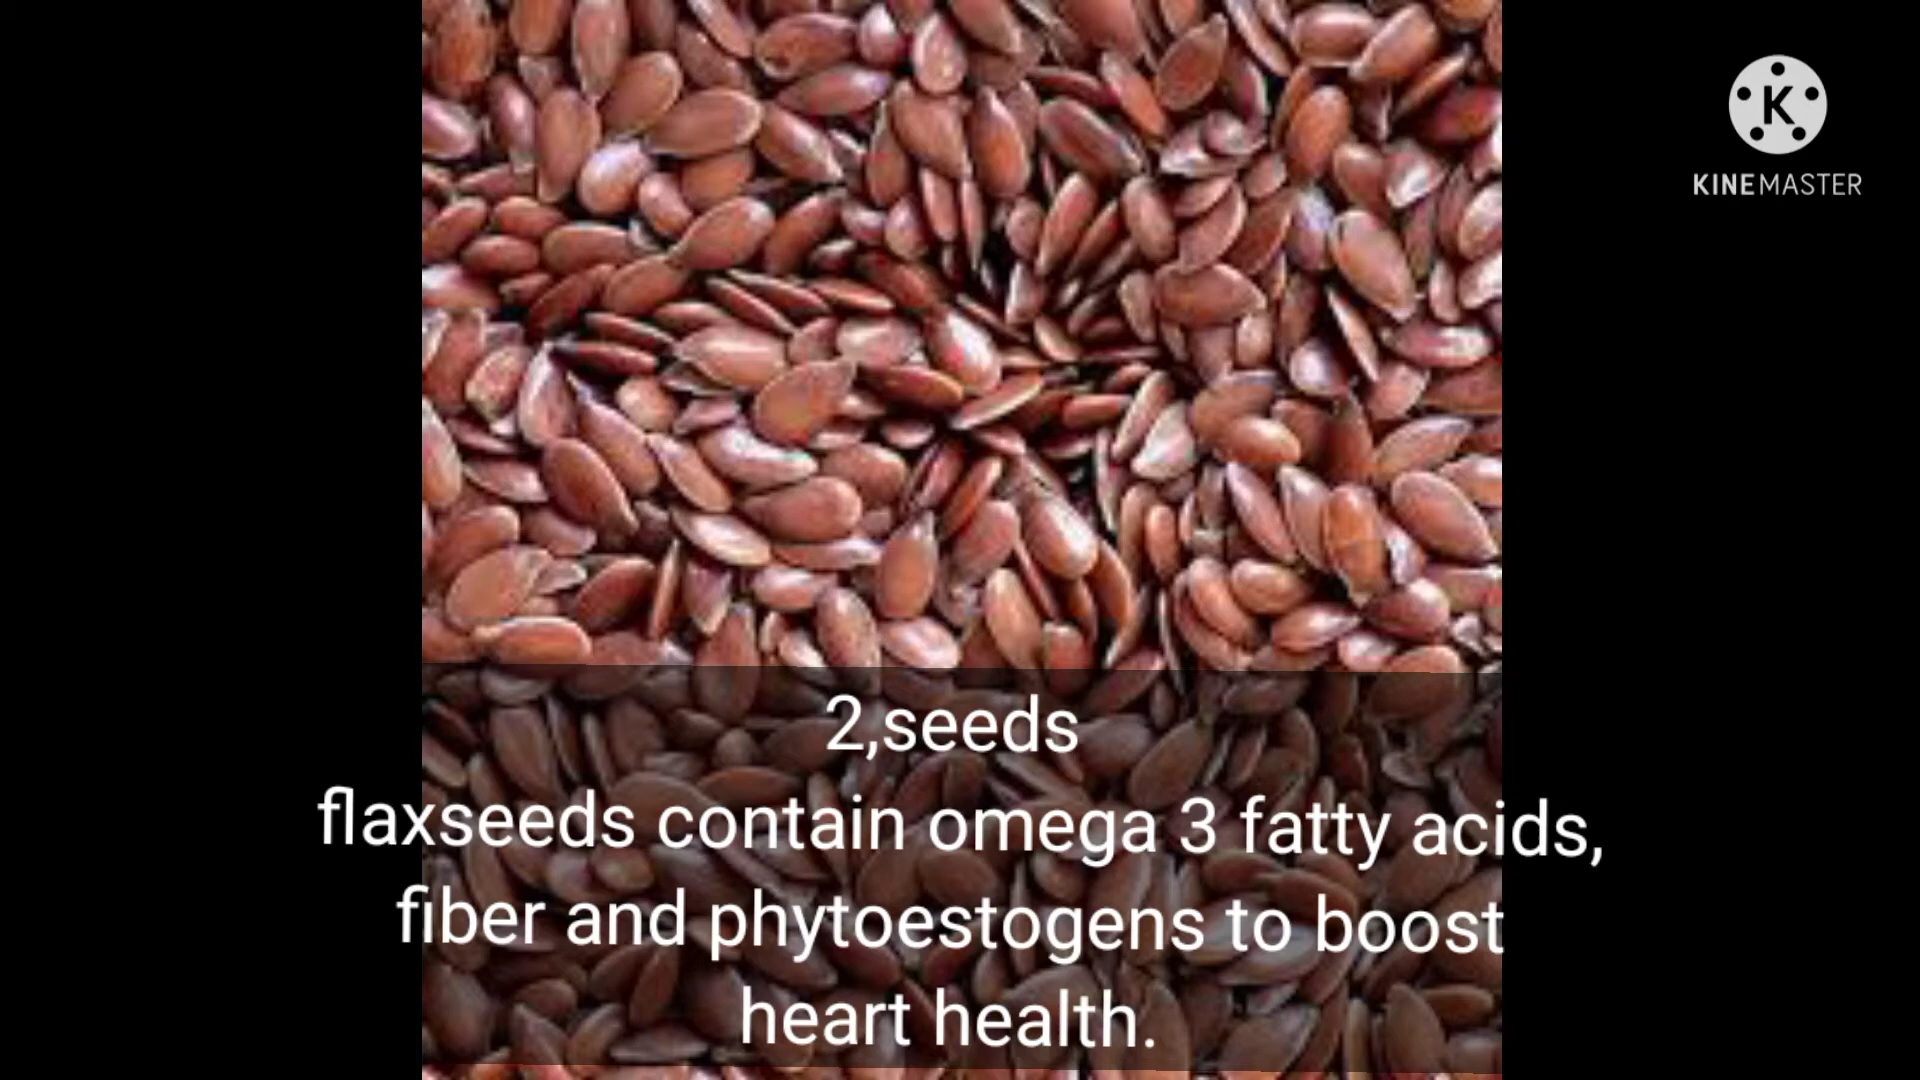 K
KINEMASTER
2,seeds
flaxseeds contain omega 3 fatty acids,
fiber and phytoestogens to boost
heart health.